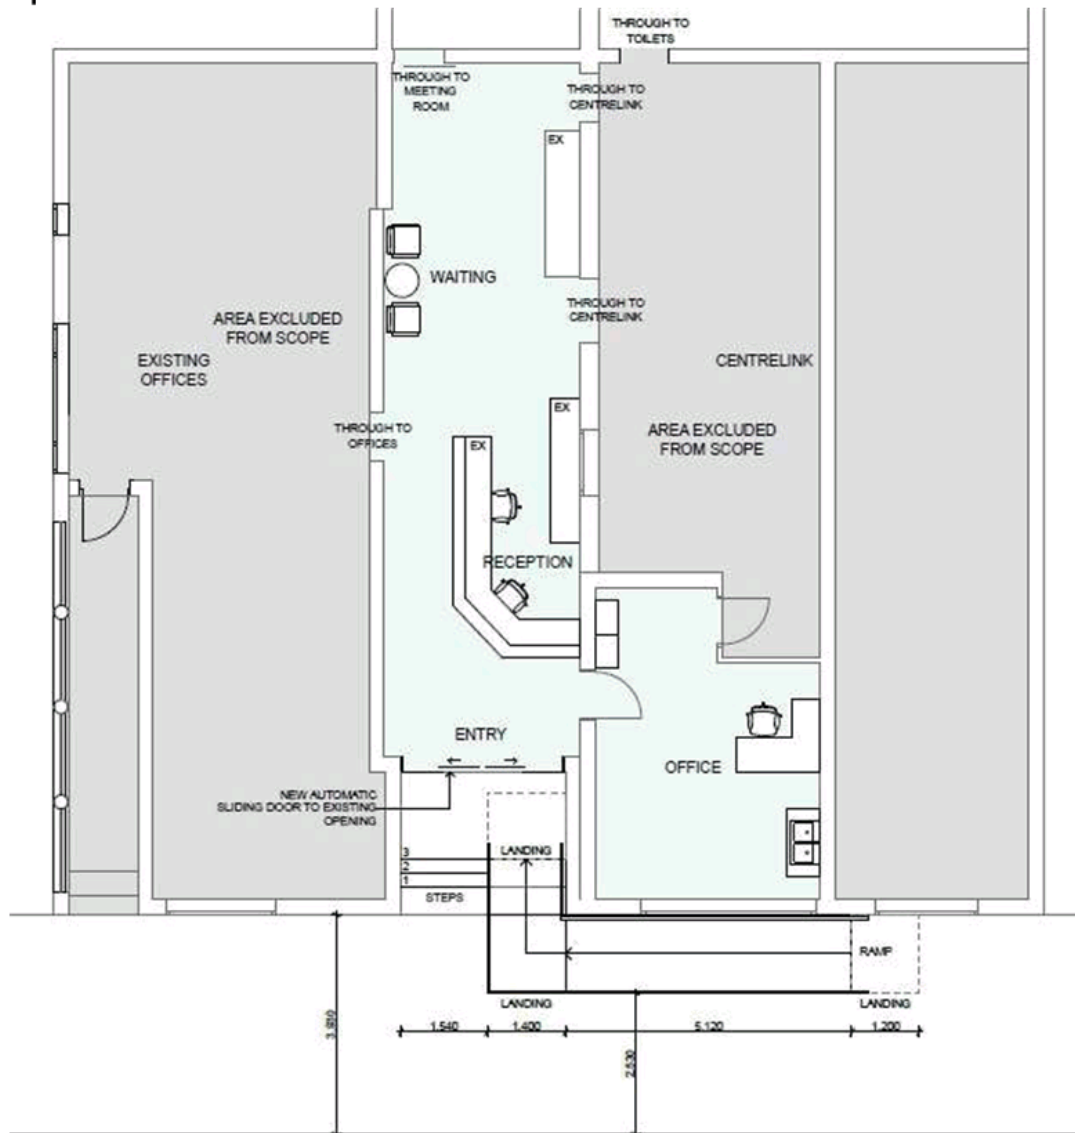 THROUGH TO
TOILETS
THROUGH TO
MEETING
ROOM
THROUGH TO
CENTRELINK
EX
WAITING
THROUGH TO
CENTRELINK
AREA EXCLUDED
FROM SCOPE
EXISTING
OFFICES
CENTRELINK
EX
THROUGH TO
OFFICES
AREA EXCLUDED
FROM SCOPE
EX
RECEPTION
ENTRY
OFFICE
NEW AUTOMATIC
SLIDING DOOR TO EXISTING
OPENING
3
2
1
LANDING
STEPS
RAMP
LANDING
LANDING
1.540
1.400
5.120
1.200
2.530